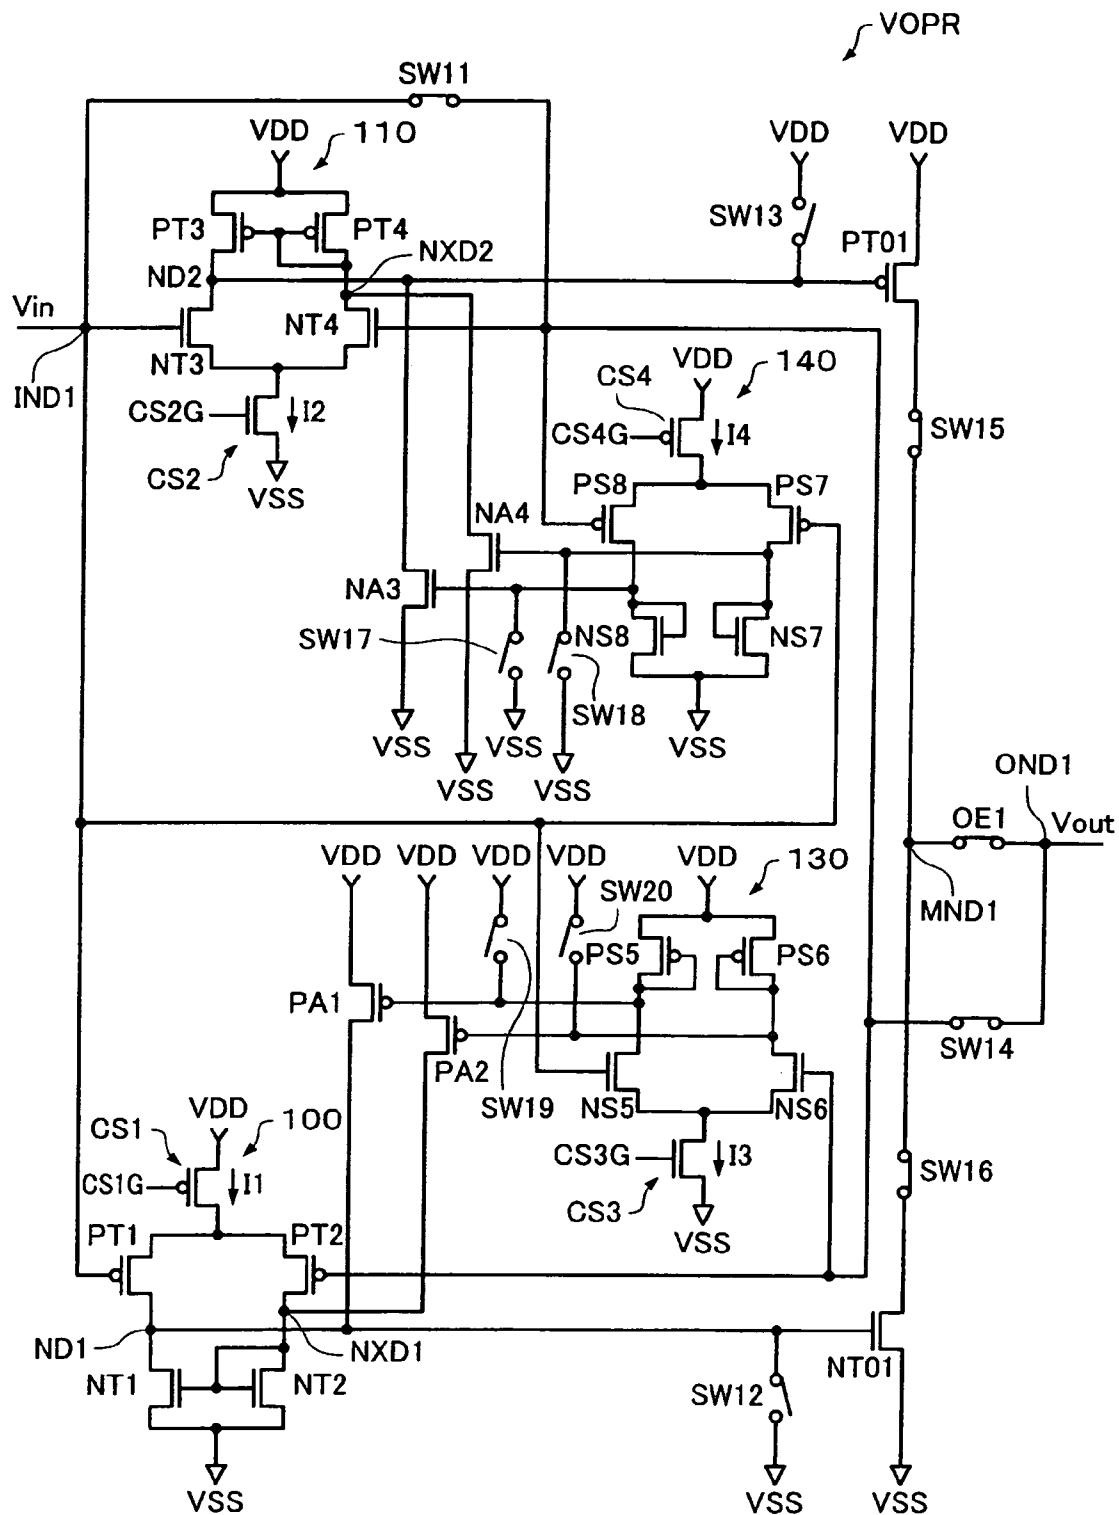 VOPR
SW11
VDD
110
VDD
VDD
PT3
PT4
NXD2
SW13
PT01
ND2
Vin
NT4
NT3
IND1
VDD
140
CS4
CS2G
I2
CS4G
I4
SW15
CS2
VSS
PS8
PS7
NA4
NA3
SW17
NS8
NS7
SW18
VSS
VSS
VSS
VSS
VSS
OND1
OE1
Vout
VDD
VDD
VDD
VDD
VDD
130
SW20
MND1
PS5
PS6
PA1
SW14
PA2
SW19
NS5
NS6
VDD
100
CS1
CS3G
I3
SW16
CS1G
I1
CS3
PT1
PT2
VSS
ND1
NXD1
NT01
NT1
NT2
SW12
VSS
VSS
VSS